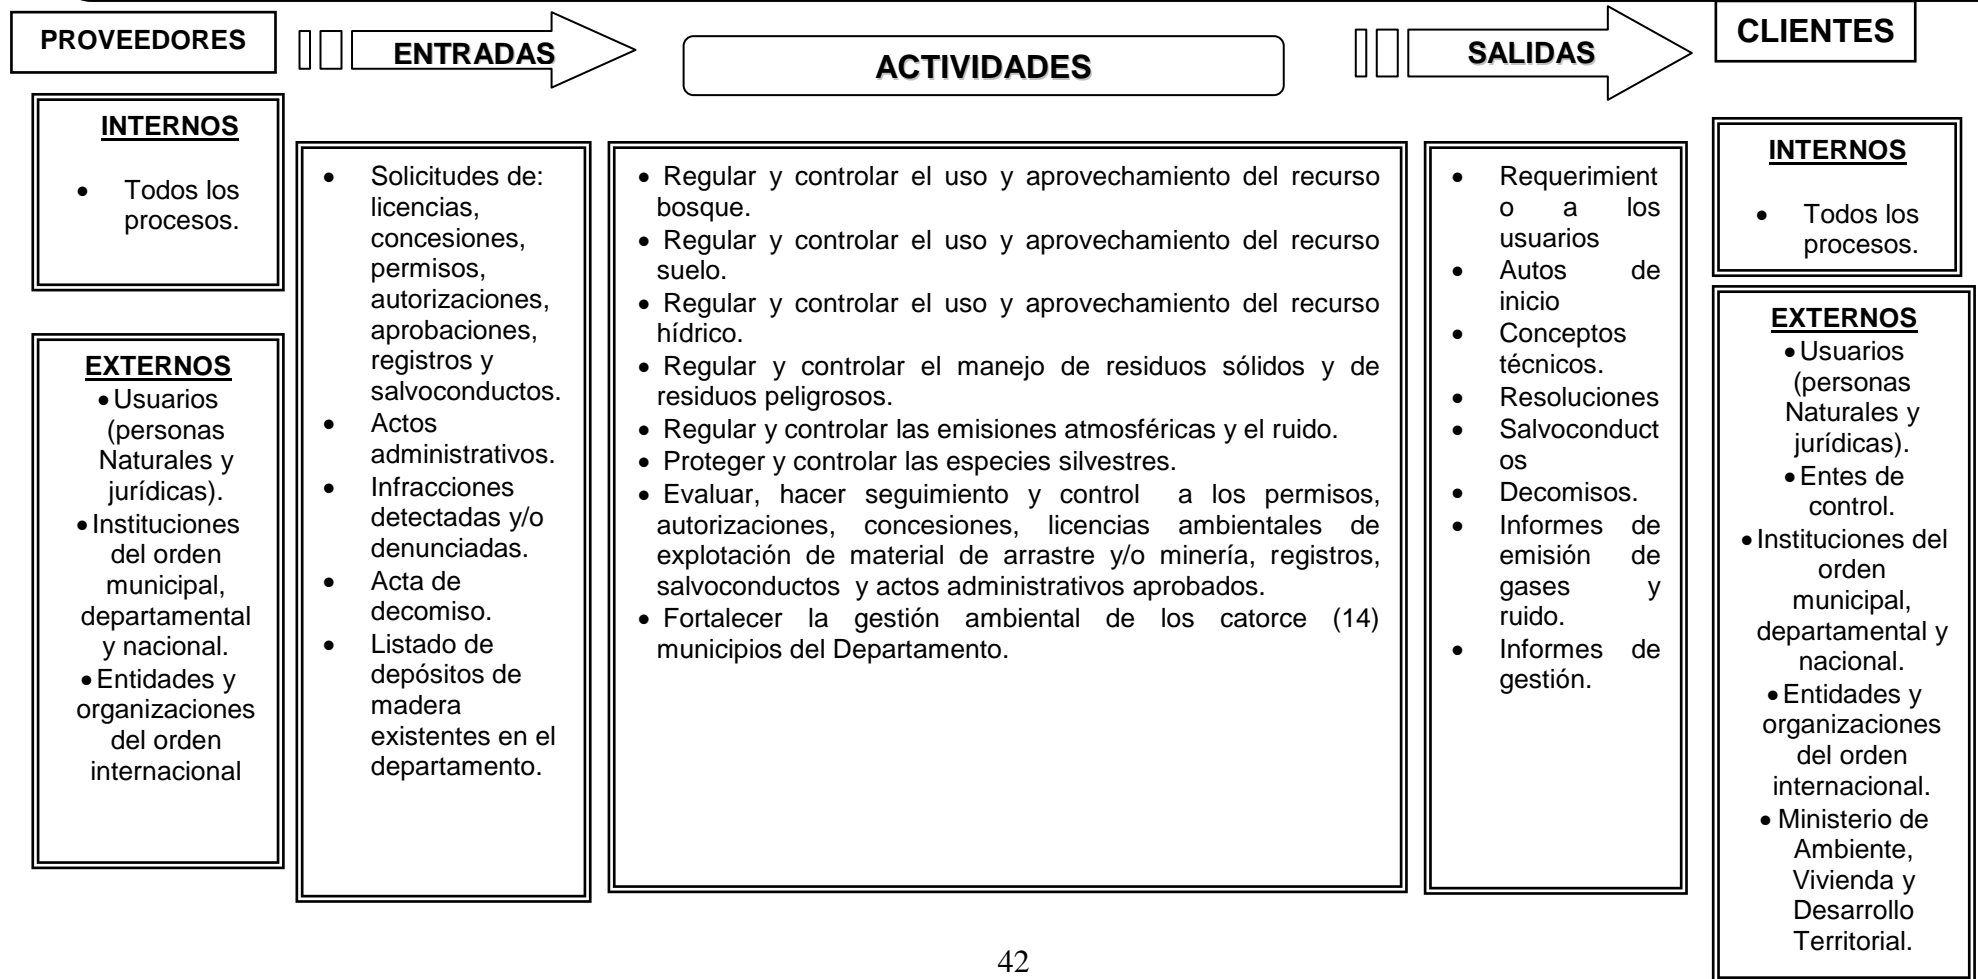 PROVEEDORES
ENTRADAS
ACTIVIDADES
SALIDAS
CLIENTES
INTERNOS
• Todos los
procesos.
EXTERNOS
• Usuarios
(personas
Naturales y
jurídicas).
• Instituciones
del orden
municipal,
departamental
y nacional.
• Entidades y
organizaciones
del orden
internacional
• Solicitudes de:
licencias,
concesiones,
permisos,
autorizaciones,
aprobaciones,
registros y
salvoconductos.
• Actos
administrativos.
• Infracciones
detectadas y/o
denunciadas.
• Acta de
decomiso.
• Listado de
depósitos de
madera
existentes en el
departamento.
• Regular y controlar el uso y aprovechamiento del recurso
bosque.
• Regular y controlar el uso y aprovechamiento del recurso
suelo.
• Regular y controlar el uso y aprovechamiento del recurso
hídrico.
• Regular y controlar el manejo de residuos sólidos y de
residuos peligrosos.
• Regular y controlar las emisiones atmosféricas y el ruido.
• Proteger y controlar las especies silvestres.
• Evaluar, hacer seguimiento y control a los permisos,
autorizaciones, concesiones, licencias ambientales de
explotación de material de arrastre y/o minería, registros,
salvoconductos y actos administrativos aprobados.
• Fortalecer la gestión ambiental de los catorce (14)
municipios del Departamento.
• Requerimient
o a los
usuarios
• Autos de
inicio
• Conceptos
técnicos.
• Resoluciones
• Salvoconduct
os
• Decomisos.
• Informes de
emisión de
gases y
ruido.
• Informes de
gestión.
INTERNOS
• Todos los
procesos.
EXTERNOS
• Usuarios
(personas
Naturales y
jurídicas).
• Entes de
control.
• Instituciones del
orden
municipal,
departamental y
nacional.
• Entidades y
organizaciones
del orden
internacional.
• Ministerio de
Ambiente,
Vivienda y
Desarrollo
Territorial.
42